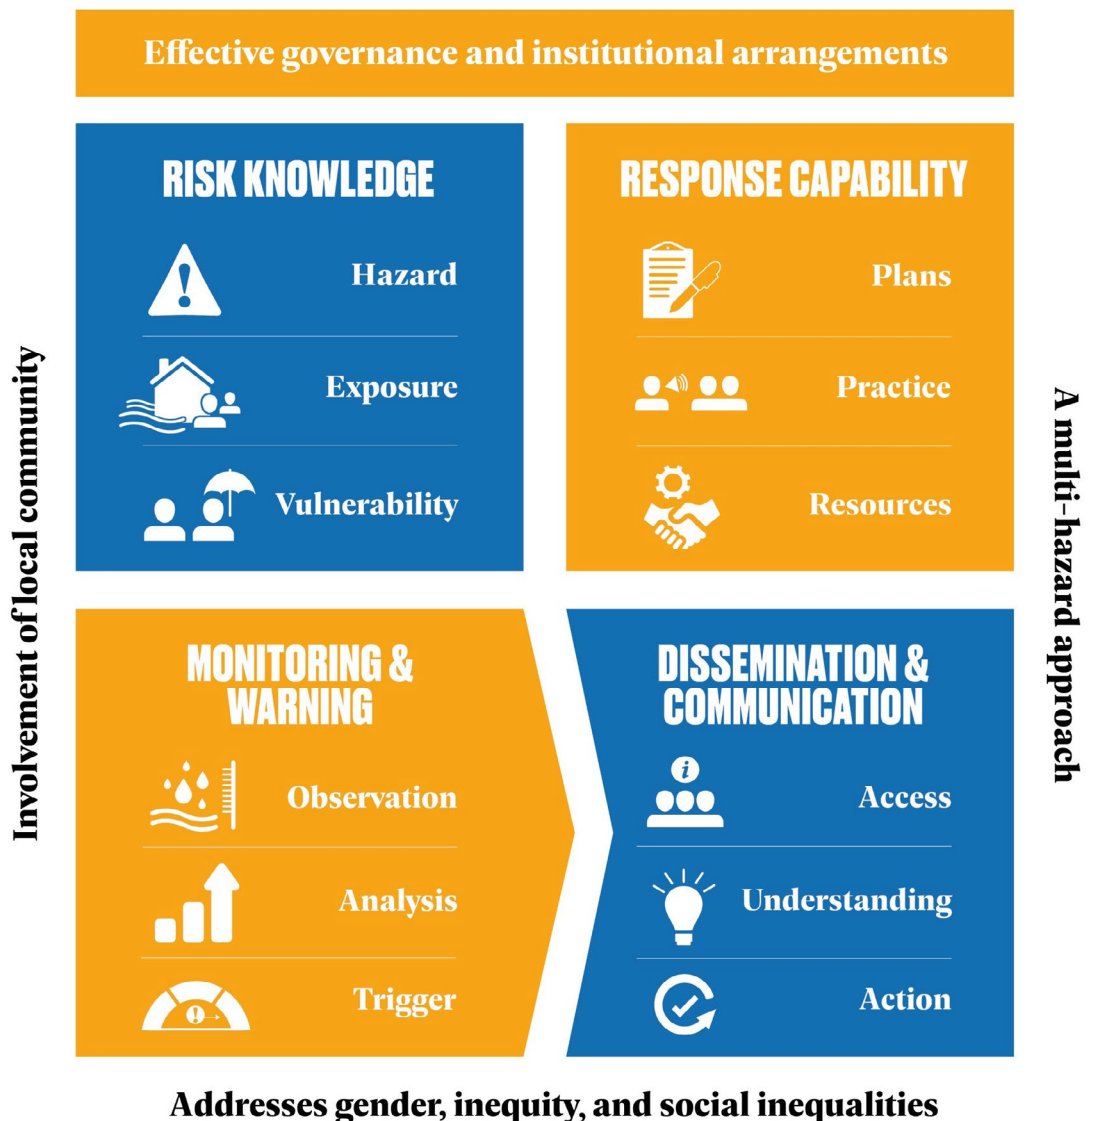 Effective governance and institutional arrangements
RISK KNOWLEDGE
Hazard
Exposure
Vulnerability
RESPONSE CAPABILITY
Plans
Practice
Resources
MONITORING &
WARNING
Observation
Analysis
Trigger
DISSEMINATION &
COMMUNICATION
i
Access
Understanding
Action
Involvement of local community
A multi-hazard approach
Addresses gender, inequity, and social inequalities